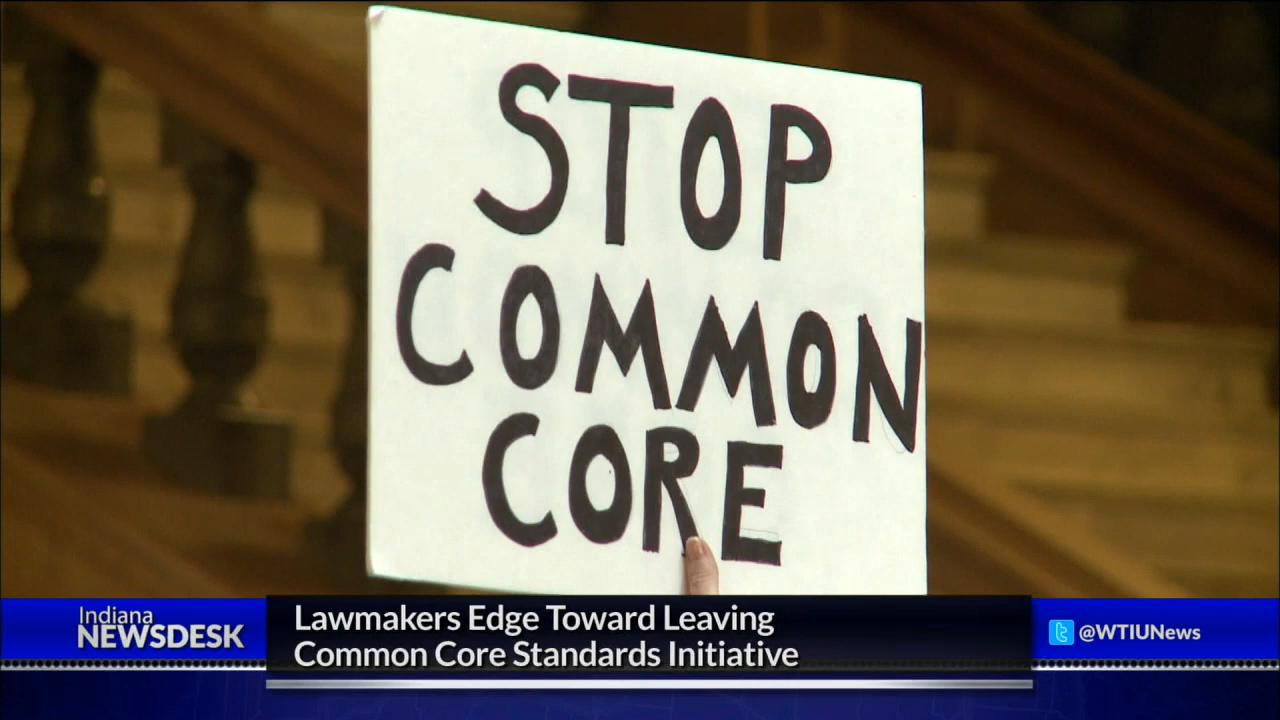 STOP
COMMON
CORE
Indiana
NEWSDESK
Lawmakers Edge Toward Leaving
Common Core Standards Initiative
@WTIUNews